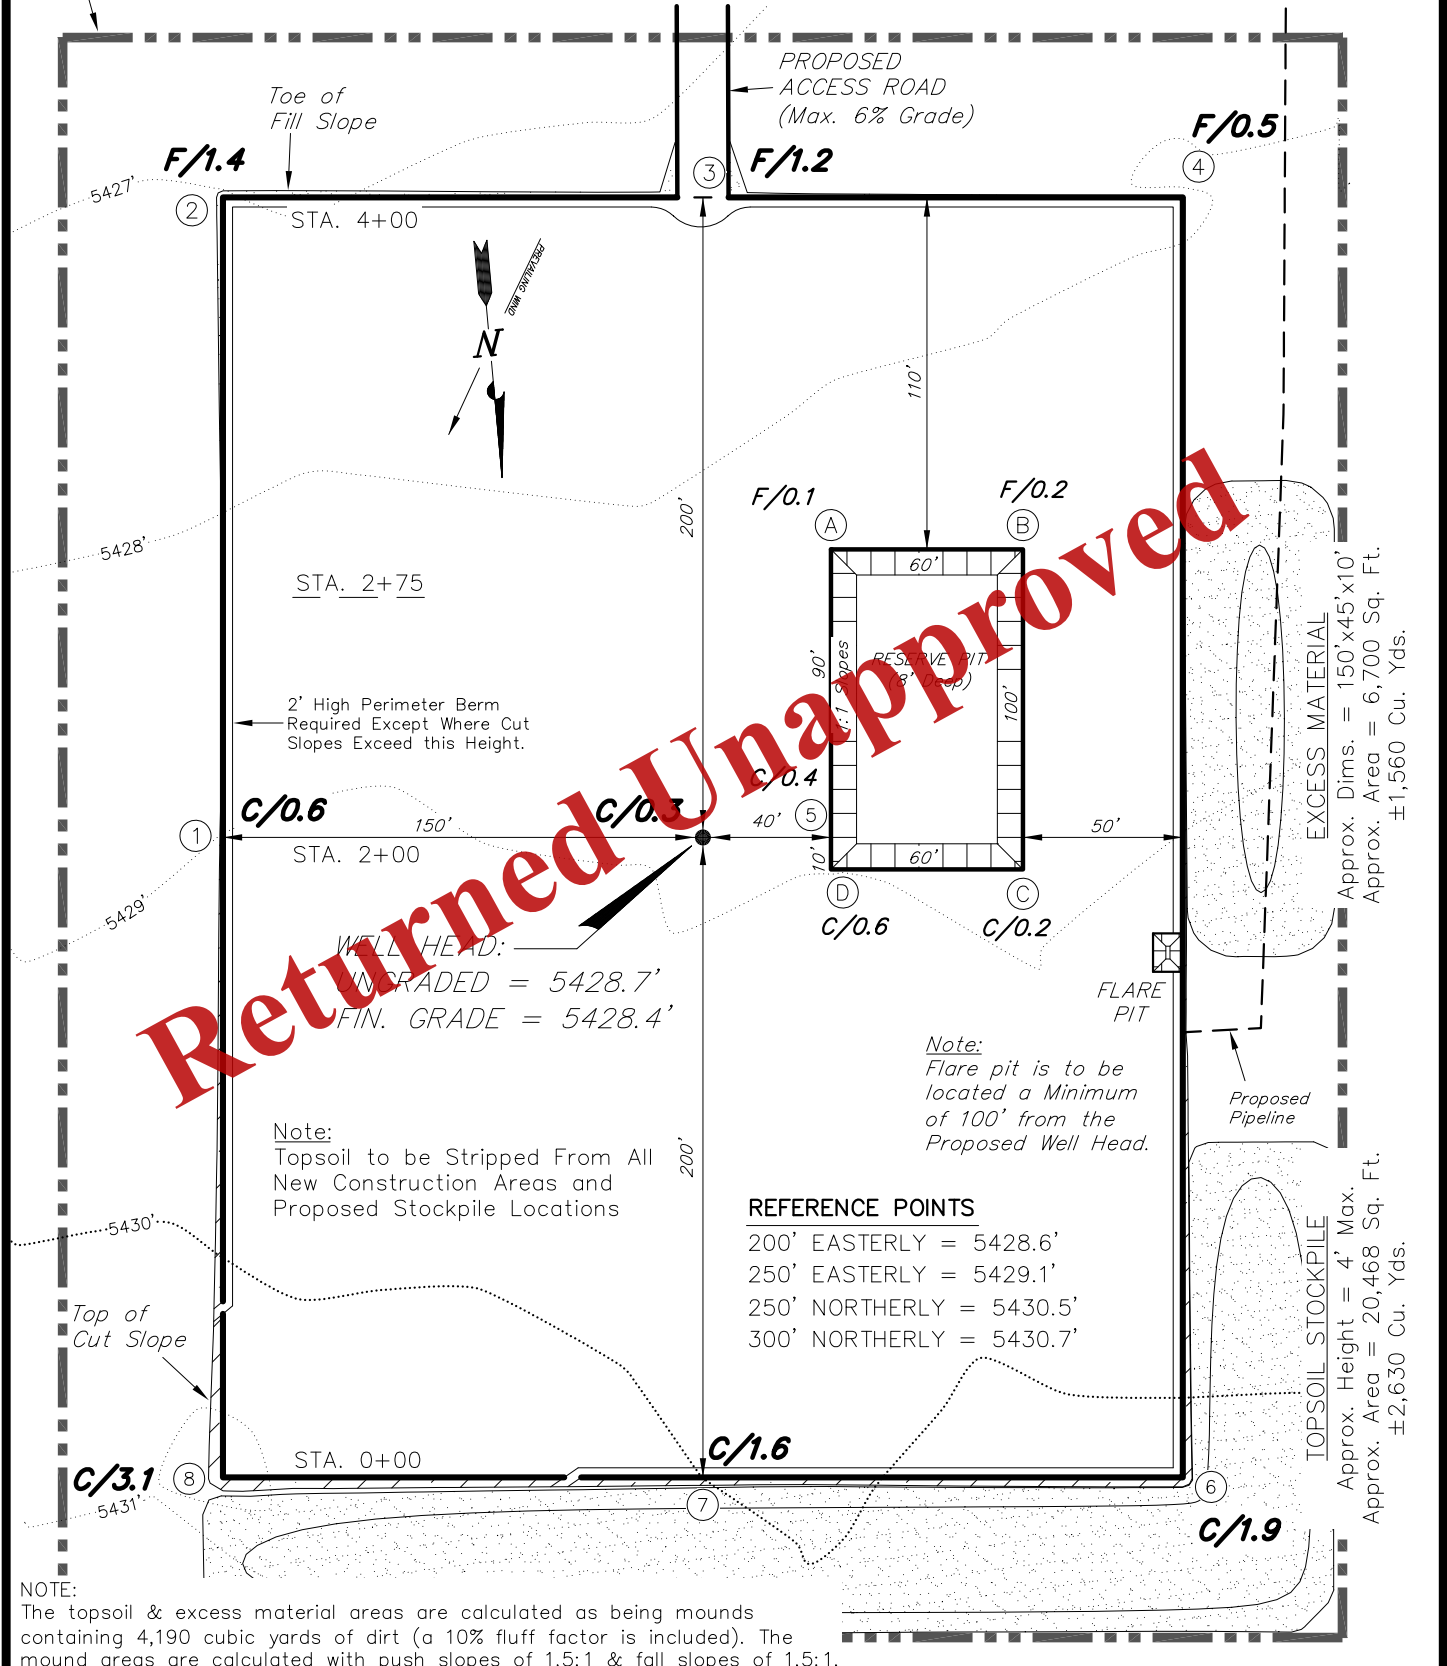 PROPOSED
ACCESS ROAD
(Max. 6% Grade)
Toe of
Fill Slope
F/1.4
F/1.2
F/0.5
2
3
4
5427'
STA. 4+00
PREVAILING WIND
N
110'
200'
F/0.1
F/0.2
A
B
5428'
60'
STA. 2+75
90'
1:1 Slopes
RESERVE PIT
(8' Deep)
100'
2' High Perimeter Berm
Required Except Where Cut
Slopes Exceed this Height.
EXCESS MATERIAL
Approx. Dims. = 150'x45'x10'
Approx. Area = 6,700 Sq. Ft.
±1,560 Cu. Yds.
C/0.6
C/0.3
C/0.4
1
150'
40'
5
50'
STA. 2+00
10'
60'
D
C
C/0.6
C/0.2
5429'
WELL HEAD:
UNGRADED = 5428.7'
FIN. GRADE = 5428.4'
Returned Unapproved
FLARE
PIT
Note:
Flare pit is to be
located a Minimum
of 100' from the
Proposed Well Head.
Proposed
Pipeline
Note:
Topsoil to be Stripped From All
New Construction Areas and
Proposed Stockpile Locations
200'
REFERENCE POINTS
200' EASTERLY = 5428.6'
250' EASTERLY = 5429.1'
250' NORTHERLY = 5430.5'
300' NORTHERLY = 5430.7'
5430'
TOPSOIL STOCKPILE
Approx. Height = 4' Max.
Approx. Area = 20,468 Sq. Ft.
±2,630 Cu. Yds.
Top of
Cut Slope
STA. 0+00
C/1.6
C/3.1
8
7
6
5431'
C/1.9
NOTE:
The topsoil & excess material areas are calculated as being mounds
containing 4,190 cubic yards of dirt (a 10% fluff factor is included). The
mound areas are calculated with push slopes of 1.5:1 & fall slopes of 1.5:1.